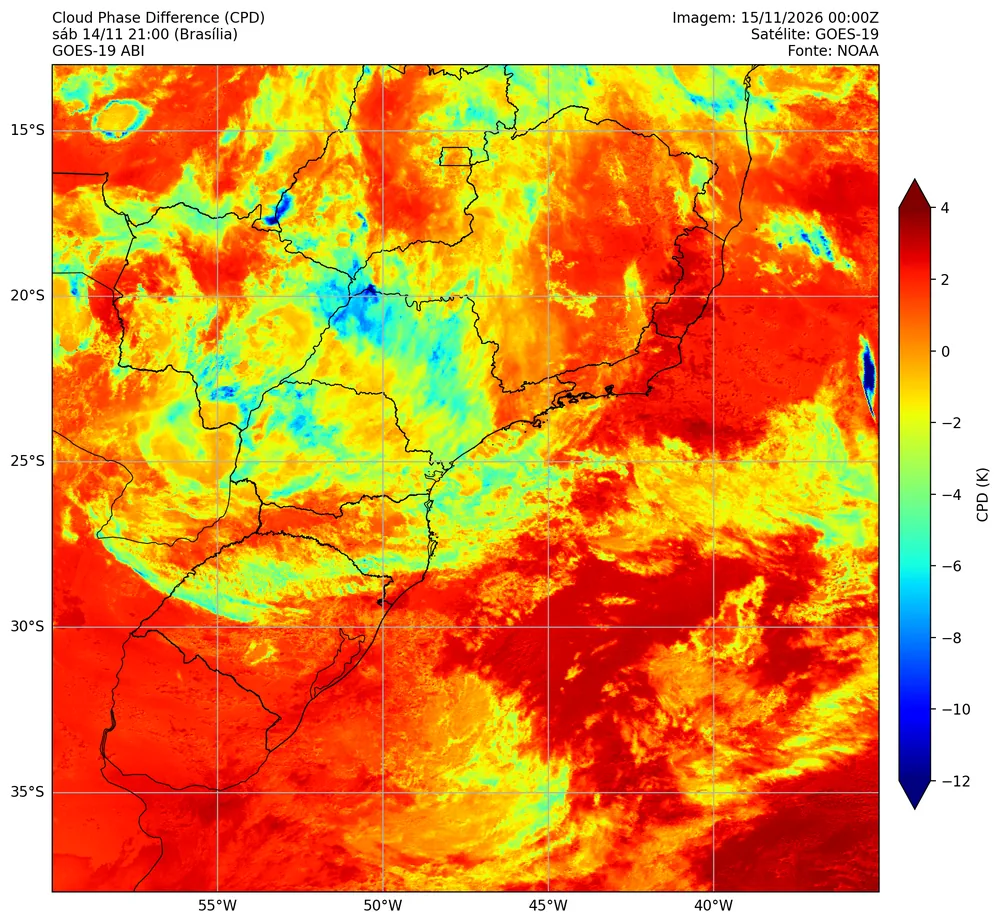 Cloud Phase Difference (CPD)
sáb 14/11 21:00 (Brasília)
GOES-19 ABI
Imagem: 15/11/2026 00:00Z
Satélite: GOES-19
Fonte: NOAA
15°S
20°S
25°S
30°S
35°S
55°W
50°W
45°W
40°W
4
2
0
−2
−4
−6
−8
−10
−12
CPD (K)